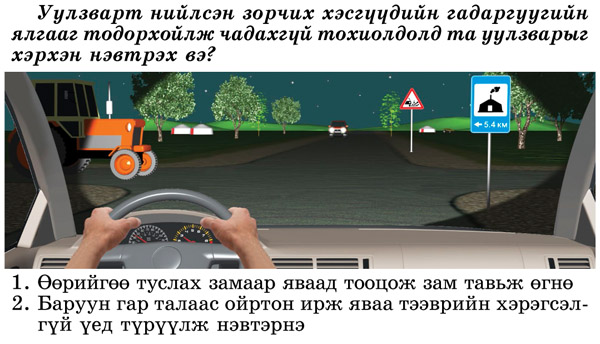 Уулзварт нийлсэн зорчих хэсгүүдийн гадаргуугийн
ялгааг тодорхойлж чадахгүй тохиолдолд та уулзварыг
хэрхэн нэвтрэх вэ?
5.4 км
1. Өөрийгөө туслах замаар яваад тооцож зам тавьж өгнө
2. Баруун гар талаас ойртон ирж яваа тээврийн хэрэгсэл-
гүй үед түрүүлж нэвтэрнэ